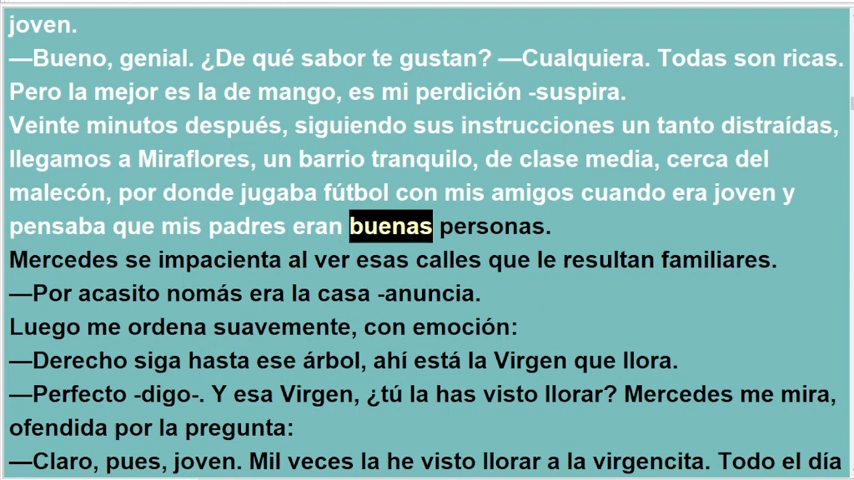 joven.
—Bueno, genial. ¿De qué sabor te gustan? —Cualquiera. Todas son ricas.
Pero la mejor es la de mango, es mi perdición -suspira.
Veinte minutos después, siguiendo sus instrucciones un tanto distraídas,
llegamos a Miraflores, un barrio tranquilo, de clase media, cerca del
malecón, por donde jugaba fútbol con mis amigos cuando era joven y
pensaba que mis padres eran buenas personas.
Mercedes se impacienta al ver esas calles que le resultan familiares.
—Por acasito nomás era la casa -anuncia.
Luego me ordena suavemente, con emoción:
—Derecho siga hasta ese árbol, ahí está la Virgen que llora.
—Perfecto -digo-. Y esa Virgen, ¿tú la has visto llorar? Mercedes me mira,
ofendida por la pregunta:
—Claro, pues, joven. Mil veces la he visto llorar a la virgencita. Todo el día